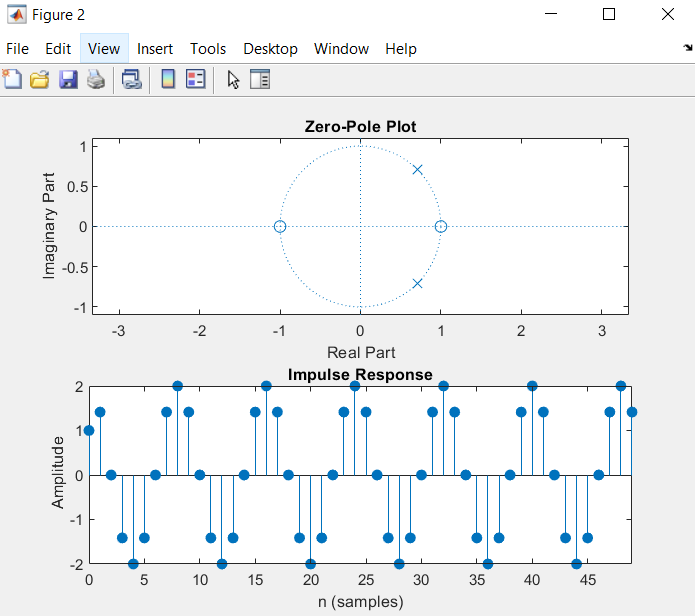 Figure 2
File Edit View Insert Tools Desktop Window Help
Zero-Pole Plot
1
0.5
0
-0.5
-1
Imaginary Part
-3 -2 -1 0 1 2 3
Real Part
Impulse Response
2
1
0
-1
-2
Amplitude
0 5 10 15 20 25 30 35 40 45
n (samples)